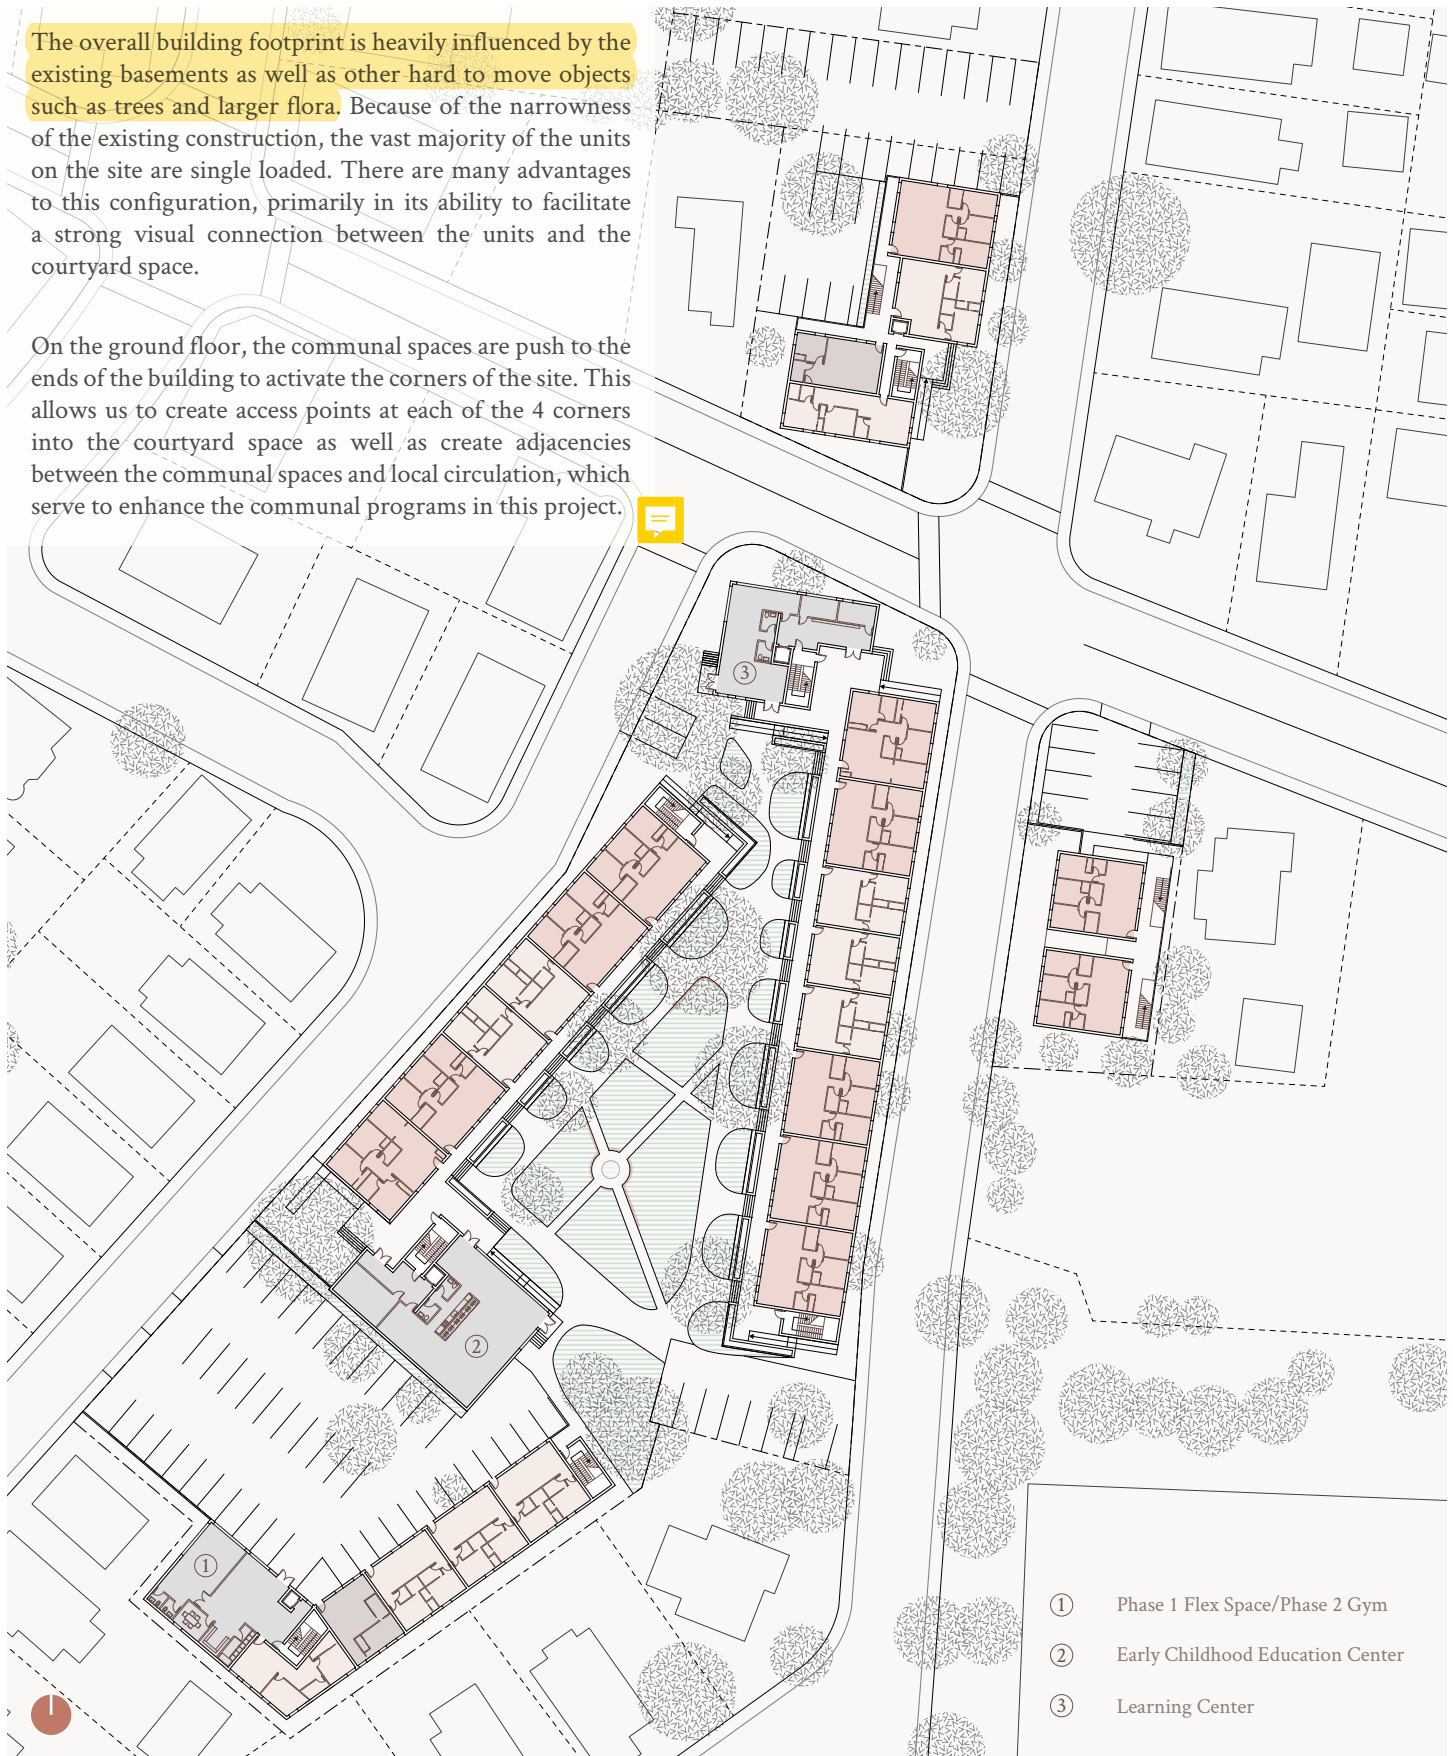 The overall building footprint is heavily influenced by the
existing basements as well as other hard to move objects
such as trees and larger flora. Because of the narrowness
of the existing construction, the vast majority of the units
on the site are single loaded. There are many advantages
to this configuration, primarily in its ability to facilitate
a strong visual connection between the units and the
courtyard space.
On the ground floor, the communal spaces are push to the
ends of the building to activate the corners of the site. This
allows us to create access points at each of the 4 corners
into the courtyard space as well as create adjacencies
between the communal spaces and local circulation, which
serve to enhance the communal programs in this project.
3
2
1
1 Phase 1 Flex Space/Phase 2 Gym
2 Early Childhood Education Center
3 Learning Center